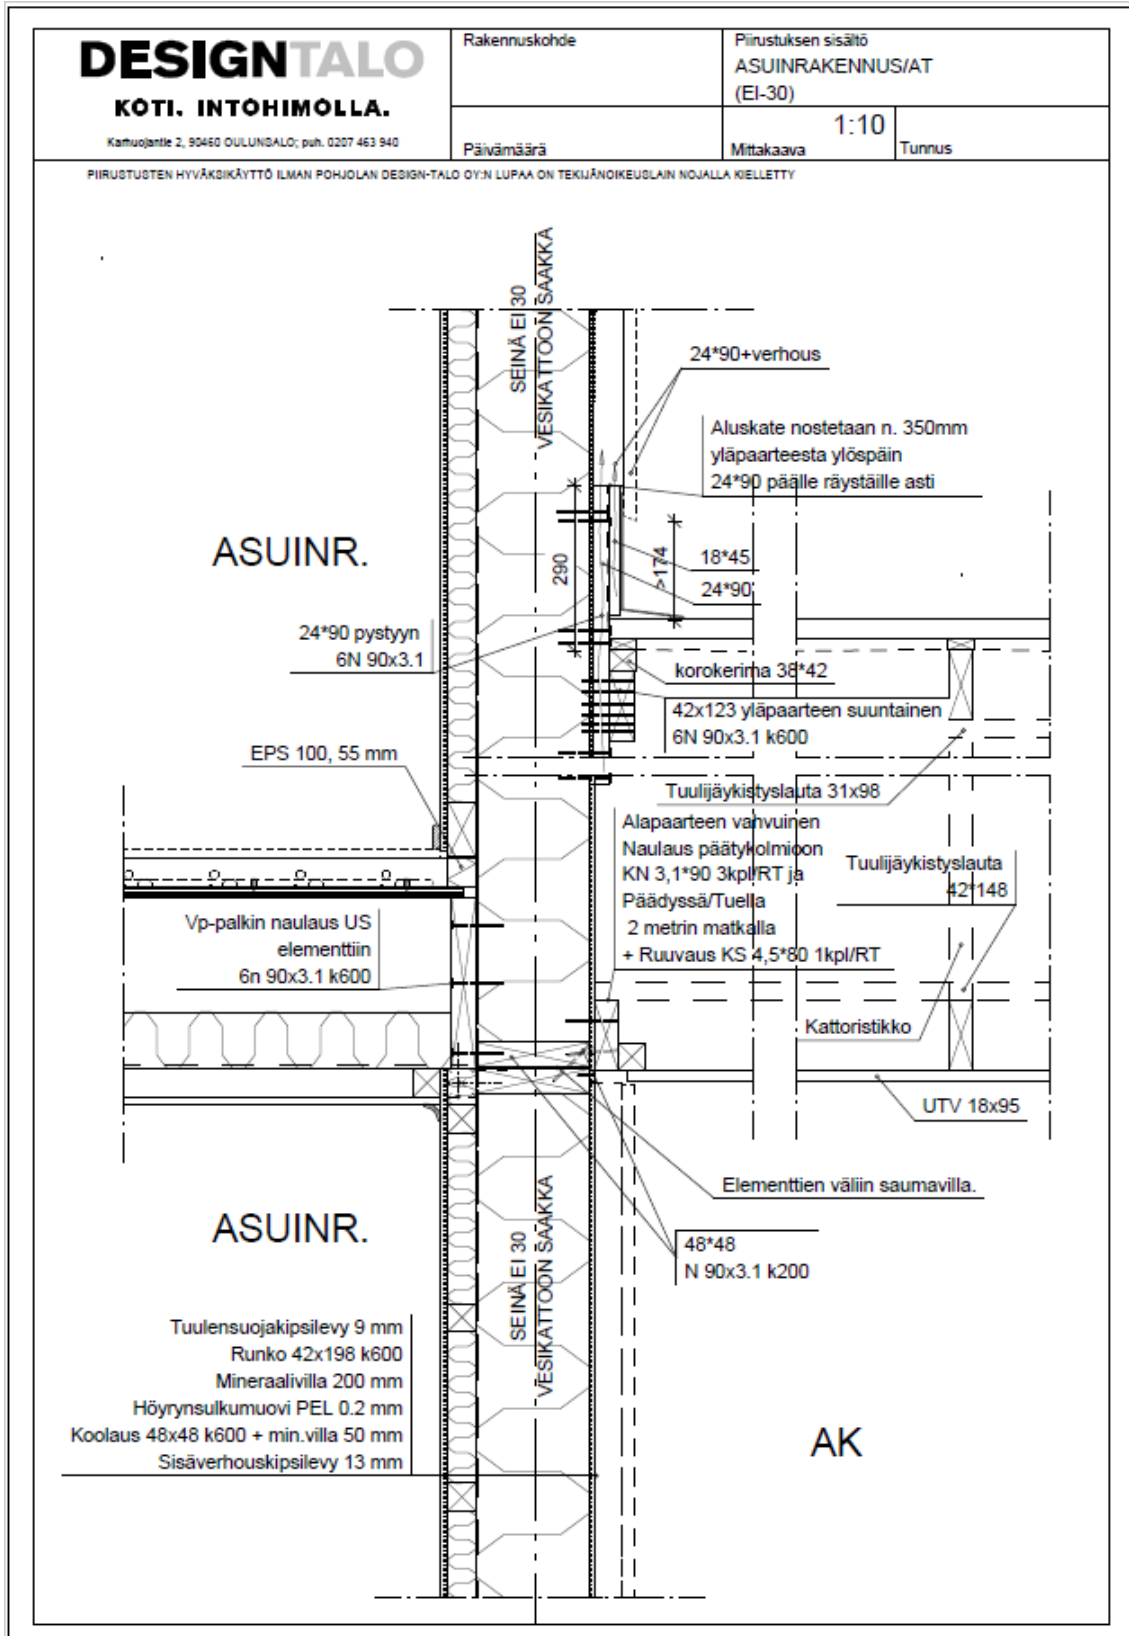 DESIGNTALO
KOTI. INTOHIMOLLA.
Karhuojantie 2, 90460 OULUNSALO; puh. 0207 463 940
Rakennuskohde
Päivämäärä
Piirustuksen sisältö
ASUINRAKENNUS/AT
(EI-30)
1:10
Mittakaava
Tunnus
PIIRUSTUSTEN HYVÄKSIKÄYTTÖ ILMAN POHJOLAN DESIGN-TALO OY:N LUPAA ON TEKIJÄNOIKEUSLAIN NOJALLA KIELLETTY
SEINÄ EI 30
VESIKATTOON SAAKKA
24*90+verhous
Aluskate nostetaan n. 350mm
yläpaarteesta ylöspäin
24*90 päälle räystäille asti
ASUINR.
290
>174
18*45
24*90
24*90 pystyyn
6N 90x3.1
korokerima 38*42
42x123 yläpaarteen suuntainen
6N 90x3.1 k600
EPS 100, 55 mm
Tuulijäykistyslauta 31x98
Alapaarteen vahvuinen
Naulaus päätykolmioon
KN 3,1*90 3kpl/RT ja
Päädyssä/Tuella
2 metrin matkalla
+ Ruuvaus KS 4,5*80 1kpl/RT
Tuulijäykistyslauta
42*148
Vp-palkin naulaus US
elementtiin
6n 90x3.1 k600
Kattoristikko
UTV 18x95
Elementtien väliin saumavilla.
ASUINR.
48*48
N 90x3.1 k200
SEINÄ EI 30
VESIKATTOON SAAKKA
Tuulensuojakipsilevy 9 mm
Runko 42x198 k600
Mineraalivilla 200 mm
Höyrynsulkumuovi PEL 0.2 mm
Koolaus 48x48 k600 + min.villa 50 mm
Sisäverhouskipsilevy 13 mm
AK